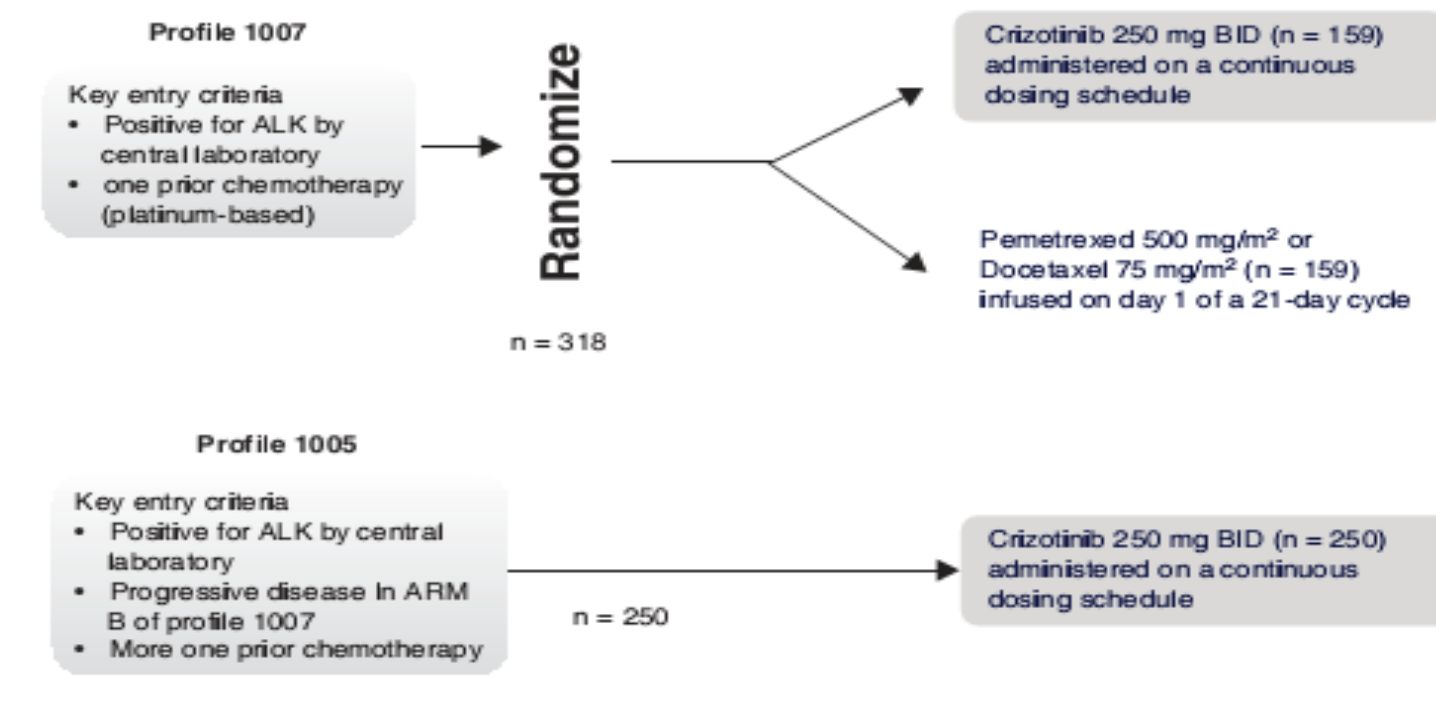 Profile 1007
Key entry criteria
• Positive for ALK by
central laboratory
• one prior chemotherapy
(platinum-based)
Randomize
n = 318
Crizotinib 250 mg BID (n = 159)
administered on a continuous
dosing schedule
Pemetrexed 500 mg/m² or
Docetaxel 75 mg/m² (n = 159)
infused on day 1 of a 21-day cycle
Profile 1005
Key entry criteria
• Positive for ALK by central
laboratory
• Progressive disease In ARM
B of profile 1007
• More one prior chemotherapy
n = 250
Crizotinib 250 mg BID (n = 250)
administered on a continuous
dosing schedule